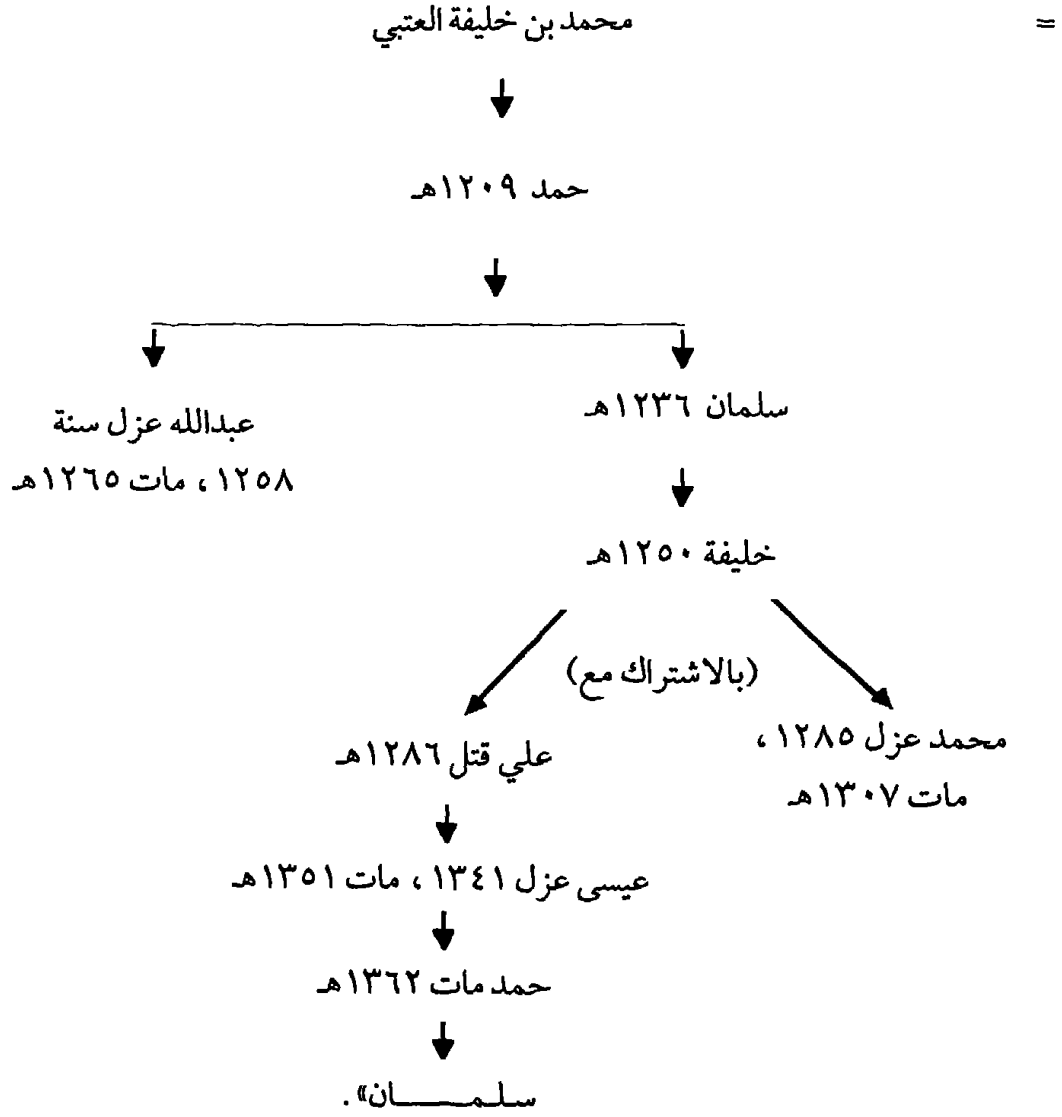 = محمد بن خليفة العتبي
حمد ١٢٠٩هـ
سلمان ١٢٣٦هـ
عبدالله عزل سنة
١٢٥٨ ، مات ١٢٦٥هـ
خليفة ١٢٥٠هـ
(بالاشتراك مع)
محمد عزل ١٢٨٥ ،
مات ١٣٠٧هـ
علي قتل ١٢٨٦هـ
عيسى عزل ١٣٤١ ، مات ١٣٥١هـ
حمد مات ١٣٦٢هـ
سلمـــــان» .